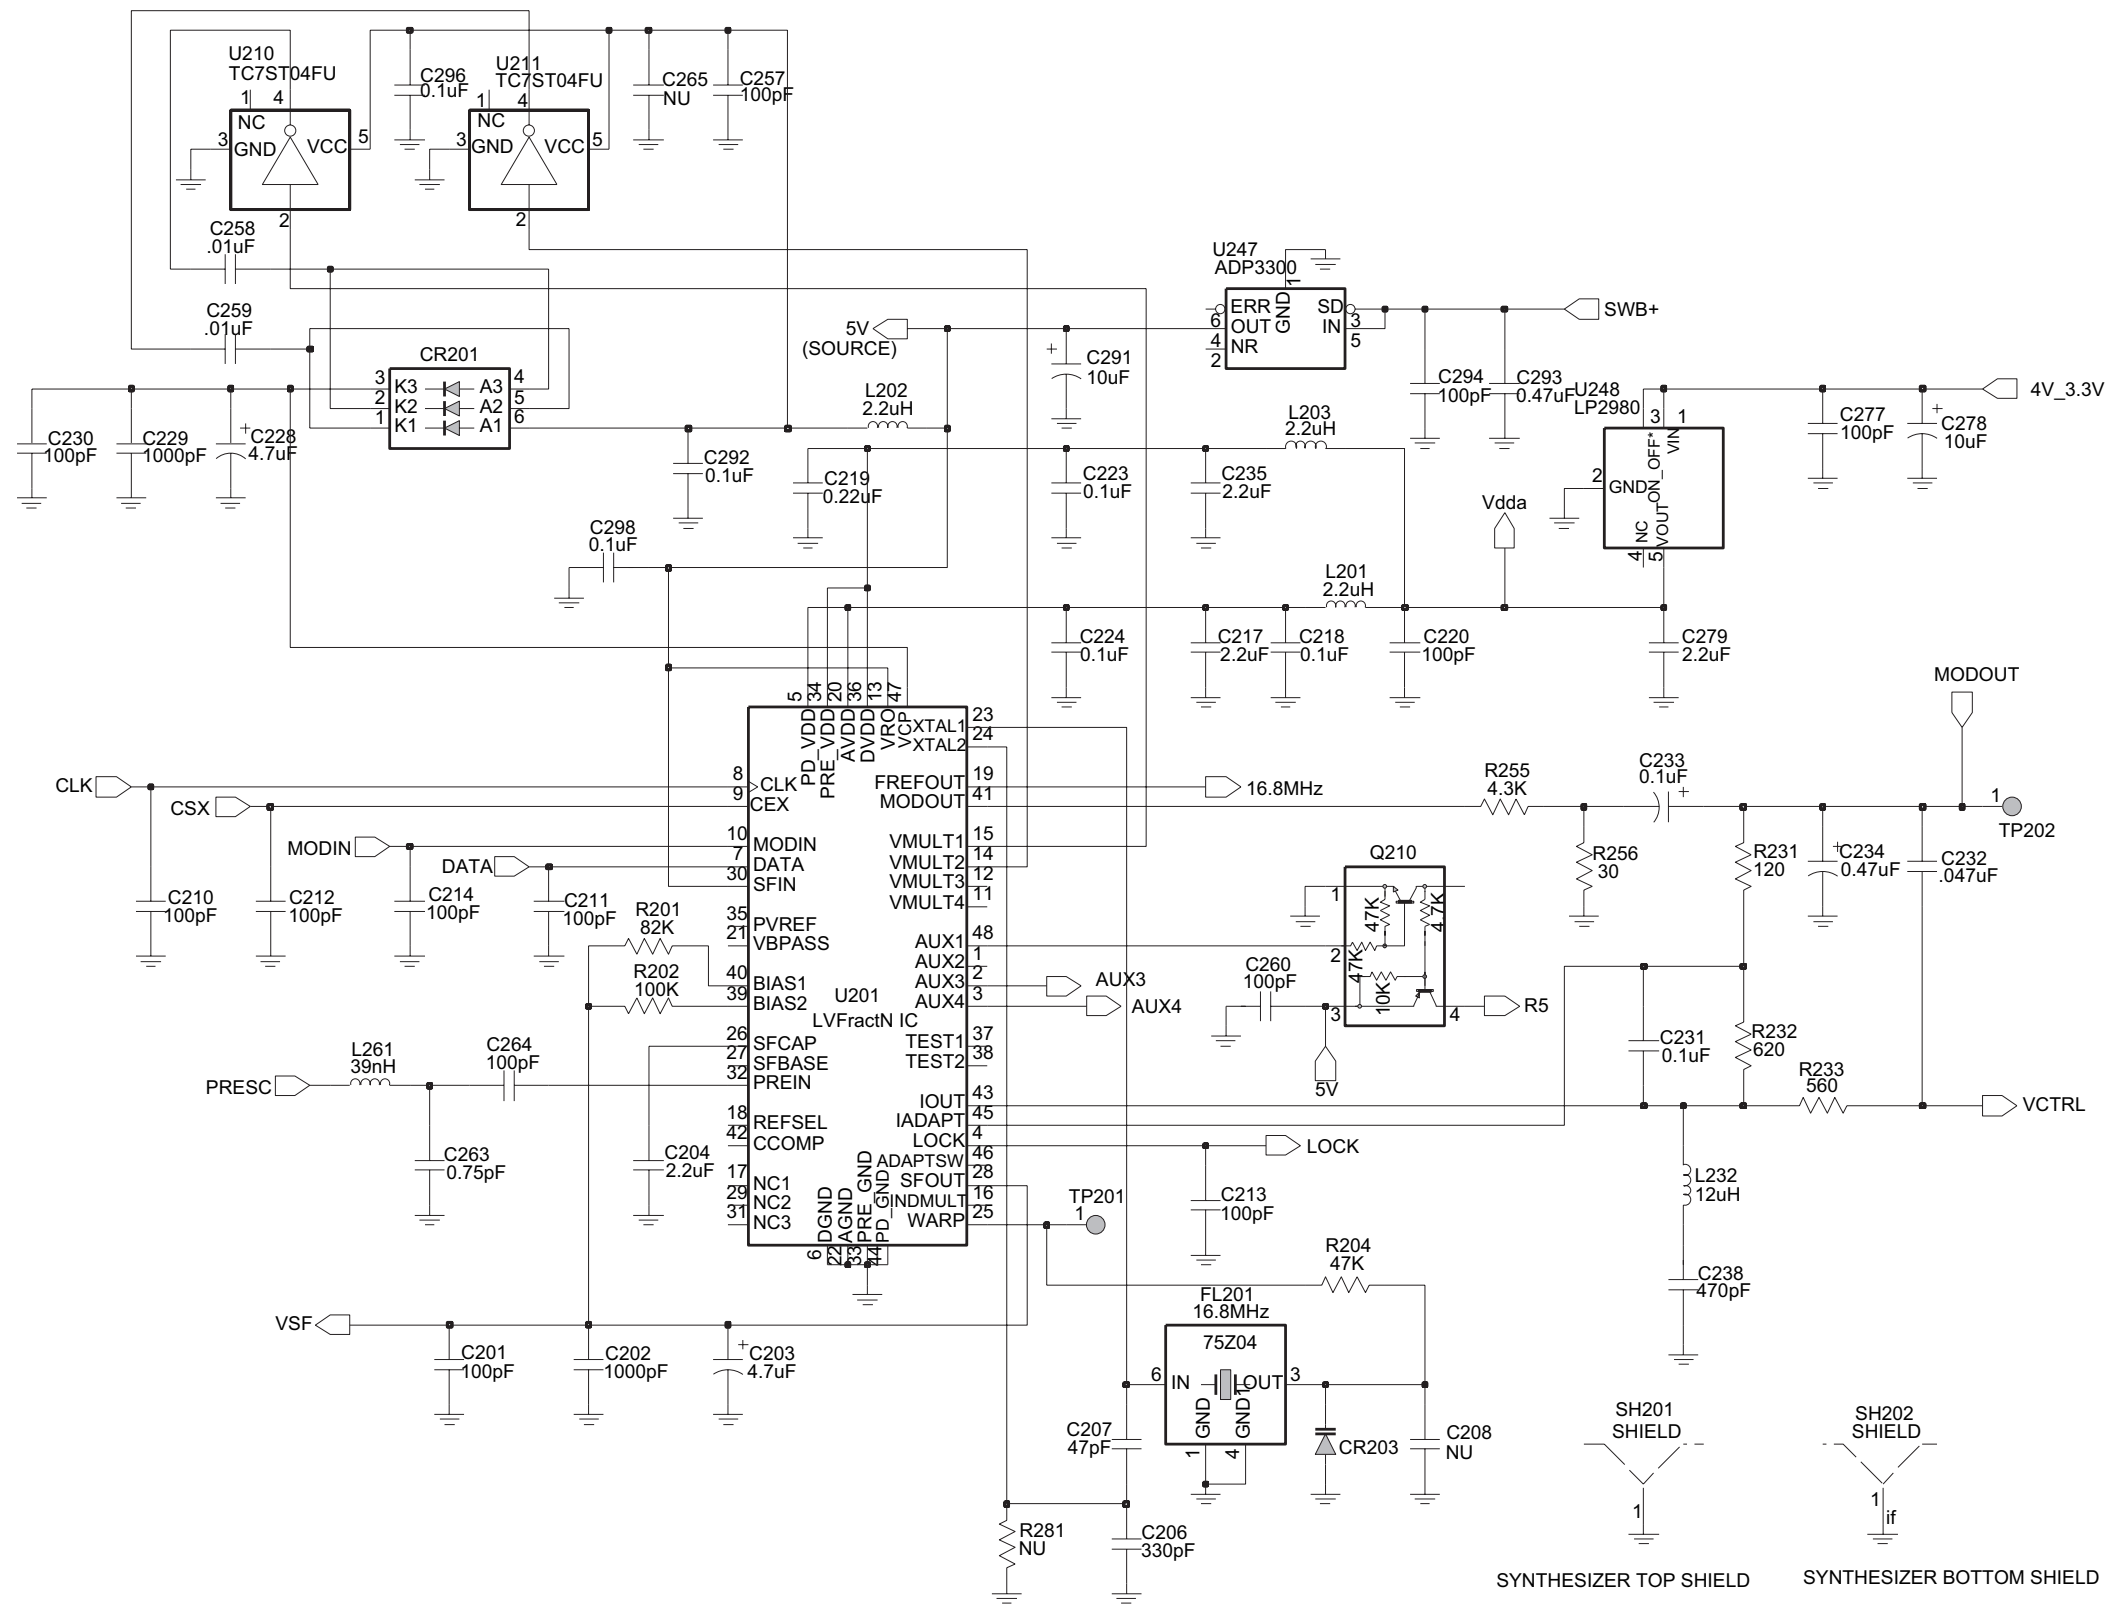 U210
TC7ST04FU
1
4
NC
3
GND
VCC
5
2
C296
0.1uF
U211
TC7ST04FU
1
4
NC
3
GND
VCC
5
2
C265
NU
C257
100pF
C258
.01uF
C259
.01uF
CR201
3
K3
A3
4
2
K2
A2
5
1
K1
A1
6
C230
100pF
C229
1000pF
+
C228
4.7uF
5V
(SOURCE)
L202
2.2uH
C292
0.1uF
C298
0.1uF
C219
0.22uF
+
C291
10uF
U247
ADP3300
1
GND
ERR
SD
6
OUT
IN
3
4
NR
5
2
SWB+
C294
100pF
C293
0.47uF
U248
LP2980
3
1
ON_OFF*
VIN
2
GND
NC
VOUT
4
5
4V_3.3V
C277
100pF
+
C278
10uF
L203
2.2uH
C223
0.1uF
C235
2.2uF
Vdda
L201
2.2uH
C224
0.1uF
C217
2.2uF
C218
0.1uF
C220
100pF
C279
2.2uF
MODOUT
5
34
20
36
13
47
PD_VDD
PRE_VDD
AVDD
DVDD
VRO
VCP
XTAL1
23
XTAL2
24
CLK
8
CLK
CSX
9
CEX
MODIN
10
MODIN
DATA
7
DATA
30
SFIN
C210
100pF
C212
100pF
C214
100pF
C211
100pF
35
PVREF
21
VBPASS
R201
82K
40
BIAS1
R202
100K
39
BIAS2
26
SFCAP
27
SFBASE
32
PREIN
18
REFSEL
42
CCOMP
17
NC1
29
NC2
31
NC3
U201
LVFractN IC
FREFOUT
19
16.8MHz
MODOUT
41
VMULT1
15
VMULT2
14
VMULT3
12
VMULT4
11
AUX1
48
AUX2
1
AUX3
2
AUX3
AUX4
3
AUX4
TEST1
37
TEST2
38
IOUT
43
IADAPT
45
LOCK
4
LOCK
ADAPTSW
46
SFOUT
28
INDMULT
16
WARP
25
DGND
AGND
PRE_GND
PD_GND
6
22
33
44
PRESC
L261
39nH
C264
100pF
C263
0.75pF
C204
2.2uF
VSF
C201
100pF
C202
1000pF
+
C203
4.7uF
R255
4.3K
C233
0.1uF
+
1
TP202
R256
30
R231
120
+
C234
0.47uF
C232
.047uF
Q210
1
47K
4.7K
2
47K
10K
3
4
R5
C260
100pF
5V
C231
0.1uF
R232
620
R233
560
VCTRL
L232
12uH
C238
470pF
TP201
1
C213
100pF
R204
47K
FL201
16.8MHz
75Z04
6
IN
OUT
3
GND
GND1
1
4
C207
47pF
CR203
C208
NU
R281
NU
C206
330pF
SH201
SHIELD
1
SYNTHESIZER TOP SHIELD
SH202
SHIELD
1
if
SYNTHESIZER BOTTOM SHIELD